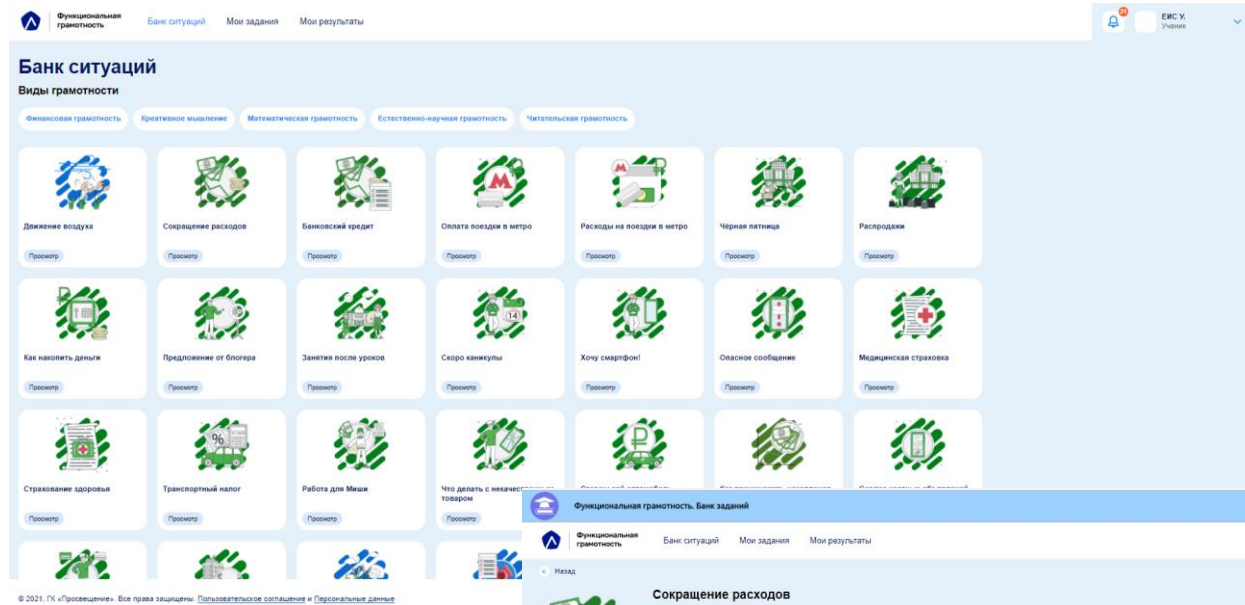 Функциональная
грамотность
Банк ситуаций Мои задания Мои результаты
21
ЕИС У.
Ученик
Банк ситуаций
Виды грамотности
Финансовая грамотность Креативное мышление Математическая грамотность Естественно-научная грамотность Читательская грамотность
Движение воздуха Сокращение расходов Банковский кредит Оплата поездки в метро Расходы на поездки в метро Чёрная пятница Распродажи
Просмотр Просмотр Просмотр Просмотр Просмотр Просмотр Просмотр
14
Как накопить деньги Предложение от блогера Занятия после уроков Скоро каникулы Хочу смартфон! Опасное сообщение Медицинская страховка
Просмотр Просмотр Просмотр Просмотр Просмотр Просмотр Просмотр
%
Страхование здоровья Транспортный налог Работа для Миши Что делать с
товаром
Просмотр Просмотр Просмотр Просмотр
Функциональная грамотность. Банк заданий
Функциональная
грамотность
Банк ситуаций Мои задания Мои результаты
Назад
Сокращение расходов
© 2021, ГК «Просвещение». Все права защищены. Пользовательское соглашение и Персональные данные